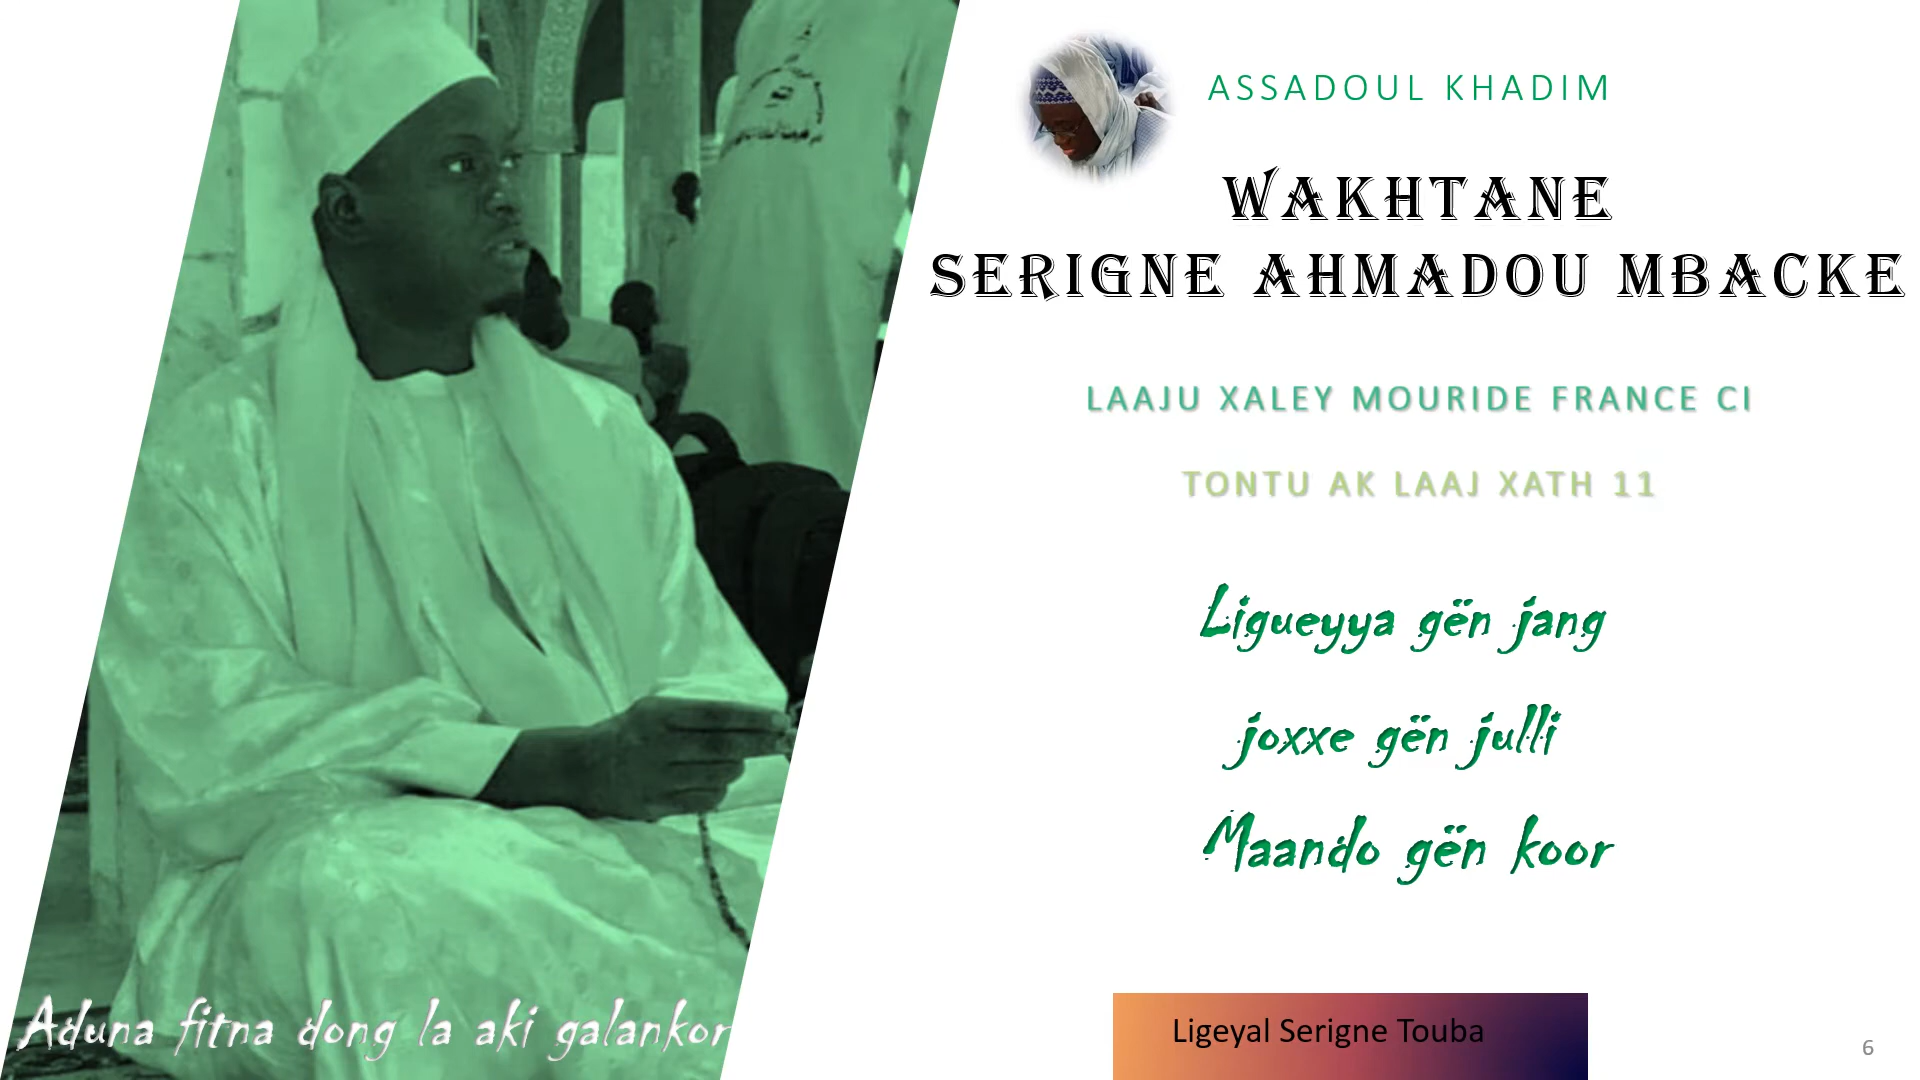 ASSADOUL KHADIM
WAKHTANE
SERIGNE AHMADOU MBACKE
LAAJU XALEY MOURIDE FRANCE CI
TONTU AK LAAJ XATH 11
Ligueyya gën jang
joxxe gën julli
Maando gën koor
Aduna fitna dong la aki galankor
Ligeyal Serigne Touba
6